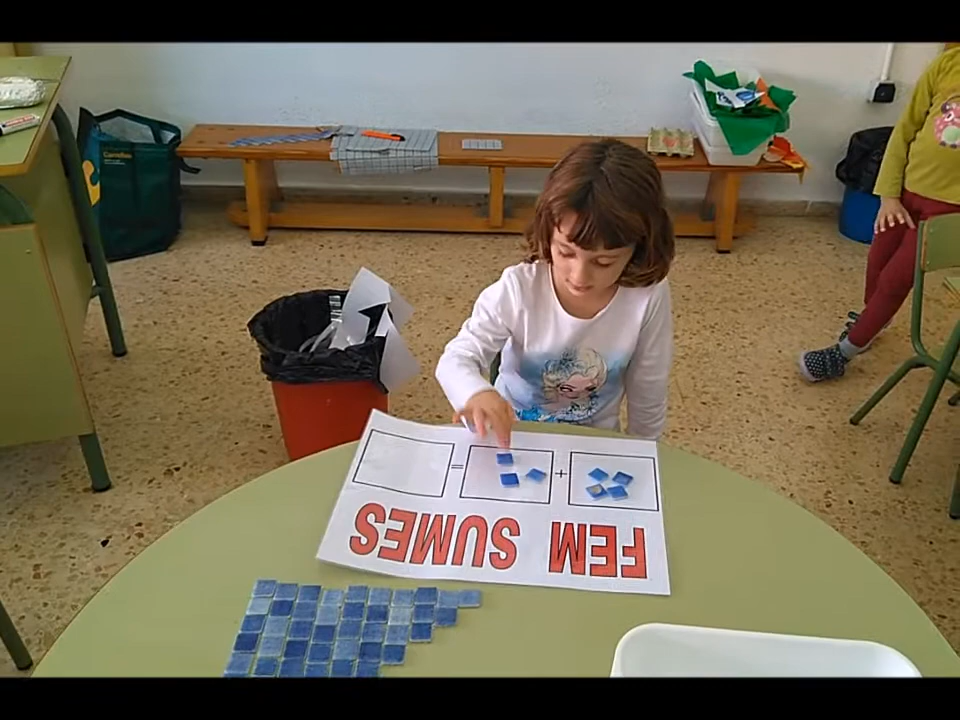 FEM SUMES
+ =